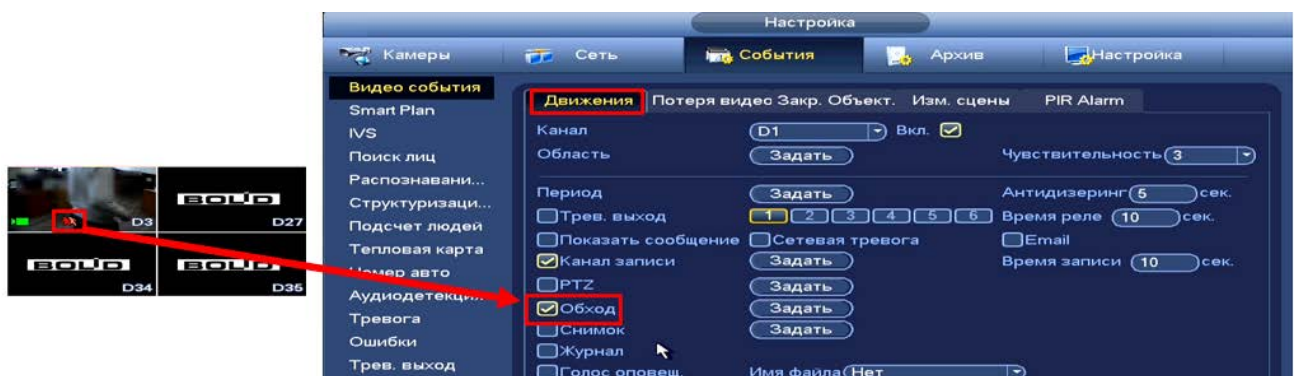 Настройка
Камеры Сеть События Архив Настройка
Видео события
Smart Plan
IVS
Поиск лиц
Распознавани...
Структуризаци...
Подсчет людей
Тепловая карта
Номер авто
Аудиодетекци...
Тревога
Ошибки
Трев. выход
Движения Потеря видео Закр. Объект. Изм. сцены PIR Alarm
Канал D1 Вкл.
Область Задать Чувствительность 3
Период Задать Антидизеринг 5 сек.
Трев. выход 1 2 3 4 5 6 Время реле 10 сек.
Показать сообщение Сетевая тревога Email
Канал записи Задать Время записи 10 сек.
PTZ Задать
Обход Задать
Снимок Задать
Журнал
Голос оповещ. Имя файла Нет
D3 BOLID D27
BOLID D34 BOLID D35